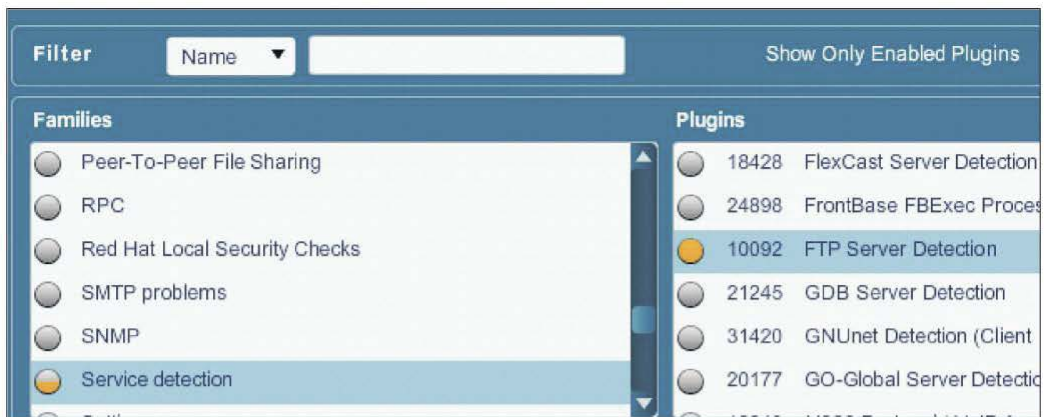 Filter Name Show Only Enabled Plugins
Families
Peer-To-Peer File Sharing
RPC
Red Hat Local Security Checks
SMTP problems
SNMP
Service detection
Plugins
18428 FlexCast Server Detection
24898 FrontBase FBExec Proces
10092 FTP Server Detection
21245 GDB Server Detection
31420 GNUnet Detection (Client
20177 GO-Global Server Detectio